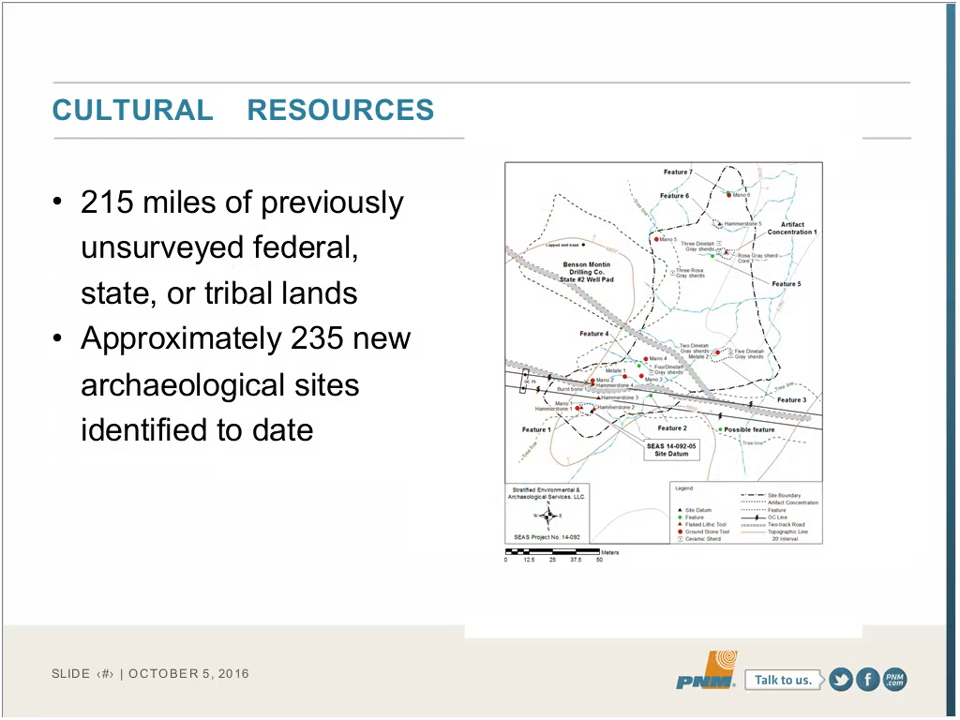 CULTURAL RESOURCES
• 215 miles of previously
unsurveyed federal,
state, or tribal lands
• Approximately 235 new
archaeological sites
identified to date
Feature 7
Mano 6
Feature 6
Hammerstone 5
Artifact
Concentration 1
Mano 5
Three Dinetah
Gray sherds
Rosa Gray sherd
Core
Capped well head
Benson Montin
Drilling Co.
State #2 Well Pad
Three Rosa
Gray sherds
Feature 5
Feature 4
Two Dinetah
Gray sherds
Metate 2
Five Dinetah
Gray sherds
Mano 4
Metate 1
Four Dinetah
Gray sherds
Mano 2
Mano 3
Burnt bone
Hammerstone 4
Tree line
Hammerstone 3
Feature 3
Mano 1
Hammerstone 1
Hammerstone 2
Feature 1
Feature 2
Possible feature
Tree line
Tree line
SEAS 14-092-05
Site Datum
Stratified Environmental &
Archaeological Services, LLC.
N
W E
S
SEAS Project No. 14-092
Legend
Site Datum
Feature
Flaked Lithic Tool
Ground Stone Tool
Ceramic Sherd
Site Boundary
Artifact Concentration
Feature
OC Line
Two-track Road
Topographic Line
20' Interval
Meters
0 12.5 25 37.5 50
SLIDE ‹#› | OCTOBER 5, 2016
PNM
Talk to us.
PNM
.com